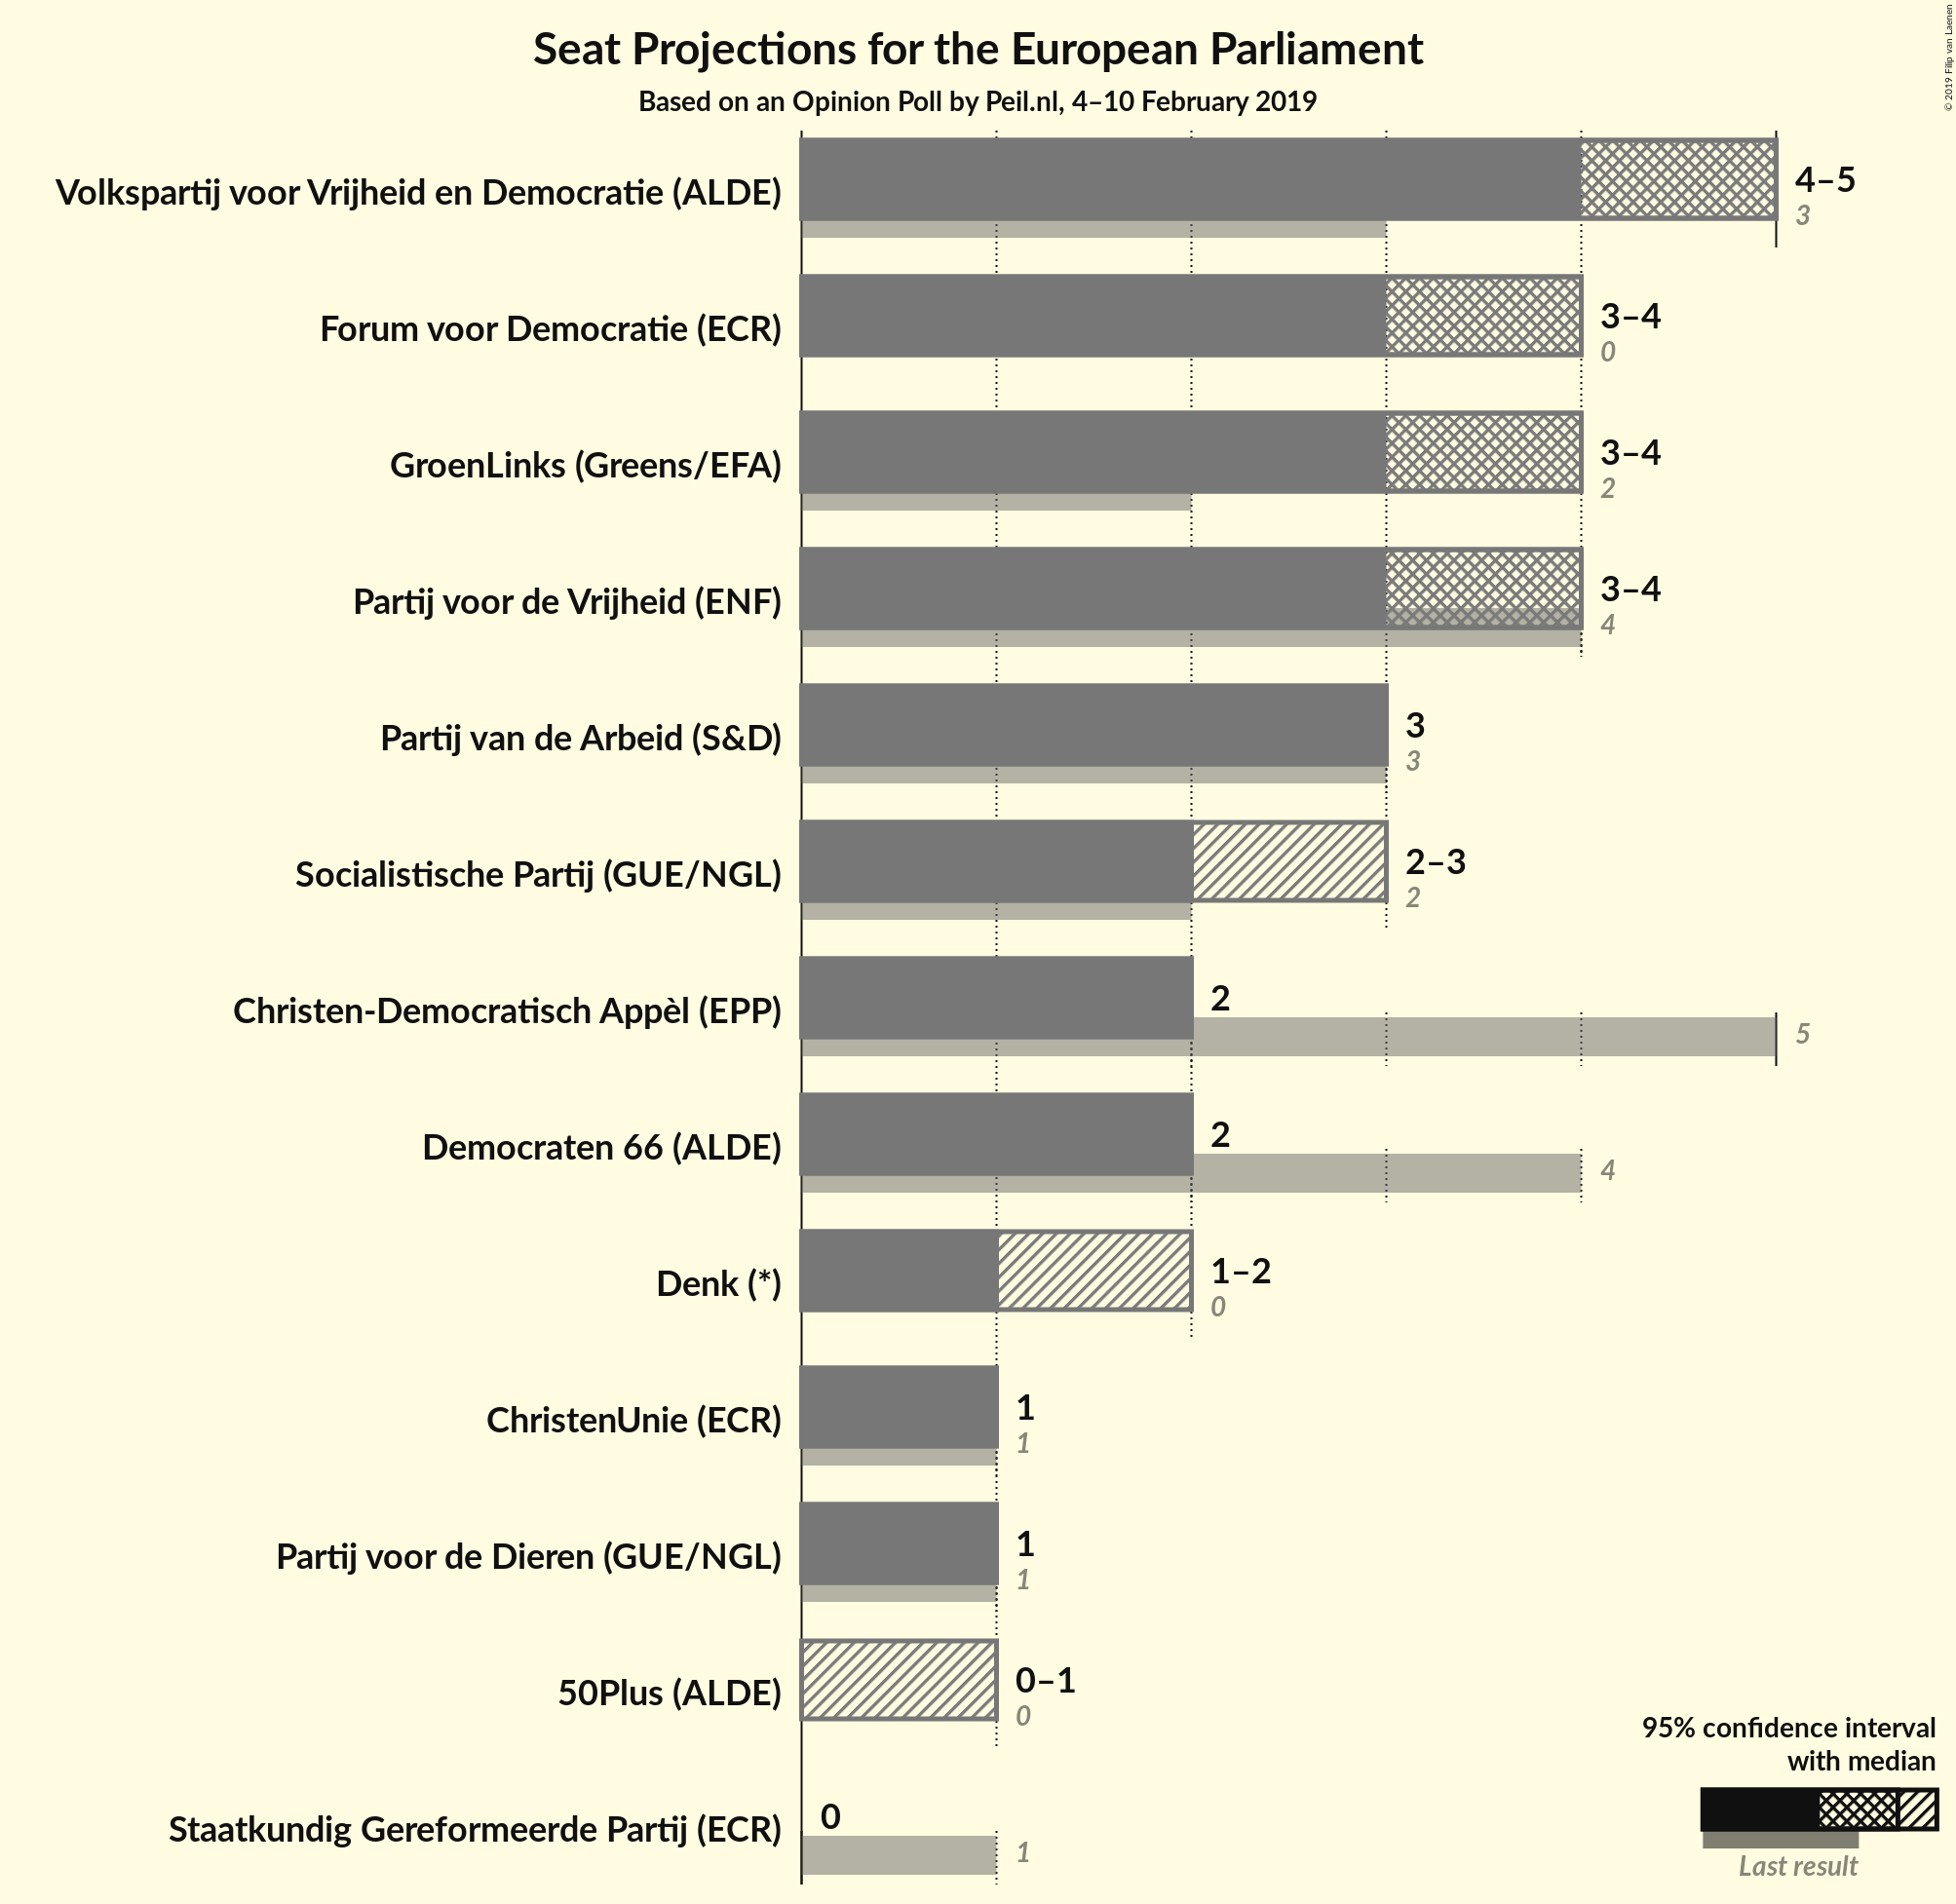 Seat Projections for the European Parliament
Based on an Opinion Poll by Peil.nl, 4–10 February 2019
© 2019 Filip van Laenen
Volkspartij voor Vrijheid en Democratie (ALDE)
4–5
3
Forum voor Democratie (ECR)
3–4
0
GroenLinks (Greens/EFA)
3–4
2
Partij voor de Vrijheid (ENF)
3–4
4
Partij van de Arbeid (S&D)
3
3
Socialistische Partij (GUE/NGL)
2–3
2
Christen-Democratisch Appèl (EPP)
2
5
Democraten 66 (ALDE)
2
4
Denk (*)
1–2
0
ChristenUnie (ECR)
1
1
Partij voor de Dieren (GUE/NGL)
1
1
50Plus (ALDE)
0–1
0
Staatkundig Gereformeerde Partij (ECR)
0
1
95% confidence interval
with median
Last result